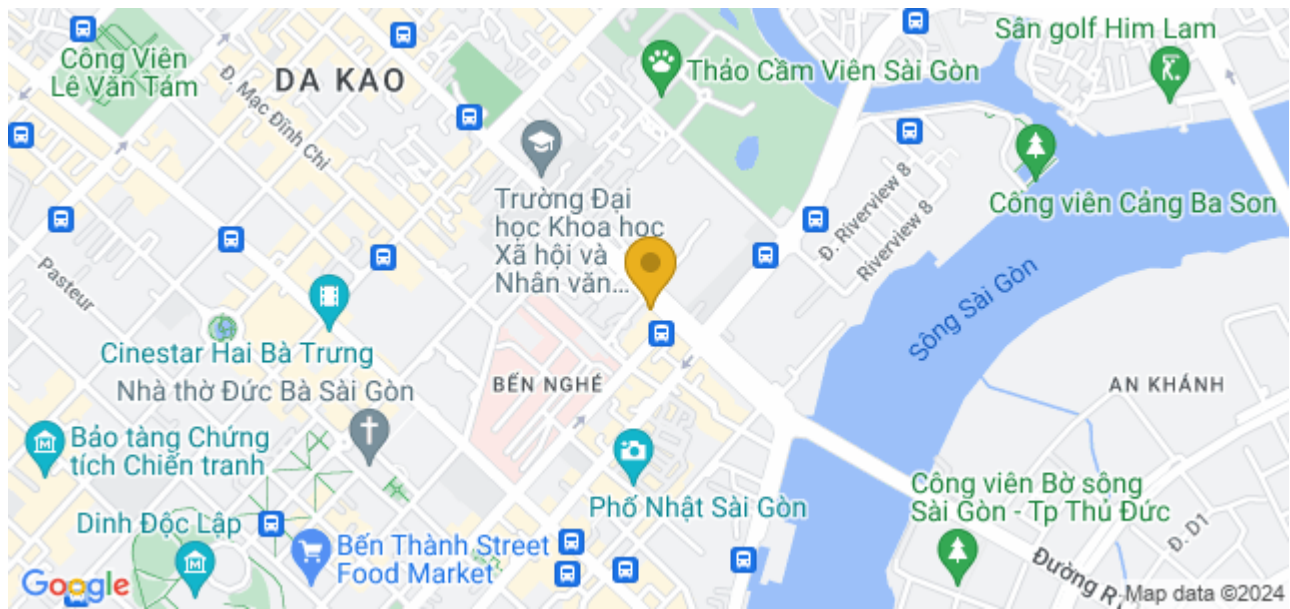 Sân golf Him Lam
Công Viên
Lê Văn Tám
DA KAO
Thảo Cầm Viên Sài Gòn
Đ. Mạc Đĩnh Chi
Trường Đại
học Khoa học
Xã hội và
Nhân văn...
Đ. Riverview 8
Riverview 8
Công viên Cảng Ba Son
Pasteur
Sông Sài Gòn
Cinestar Hai Bà Trưng
Nhà thờ Đức Bà Sài Gòn
BẾN NGHÉ
AN KHÁNH
Bảo tàng Chứng
tích Chiến tranh
Phố Nhật Sài Gòn
Công viên Bờ sông
Sài Gòn - Tp Thủ Đức
Dinh Độc Lập
Bến Thành Street
Food Market
Đ. D1
Đường R
Google
Map data ©2024